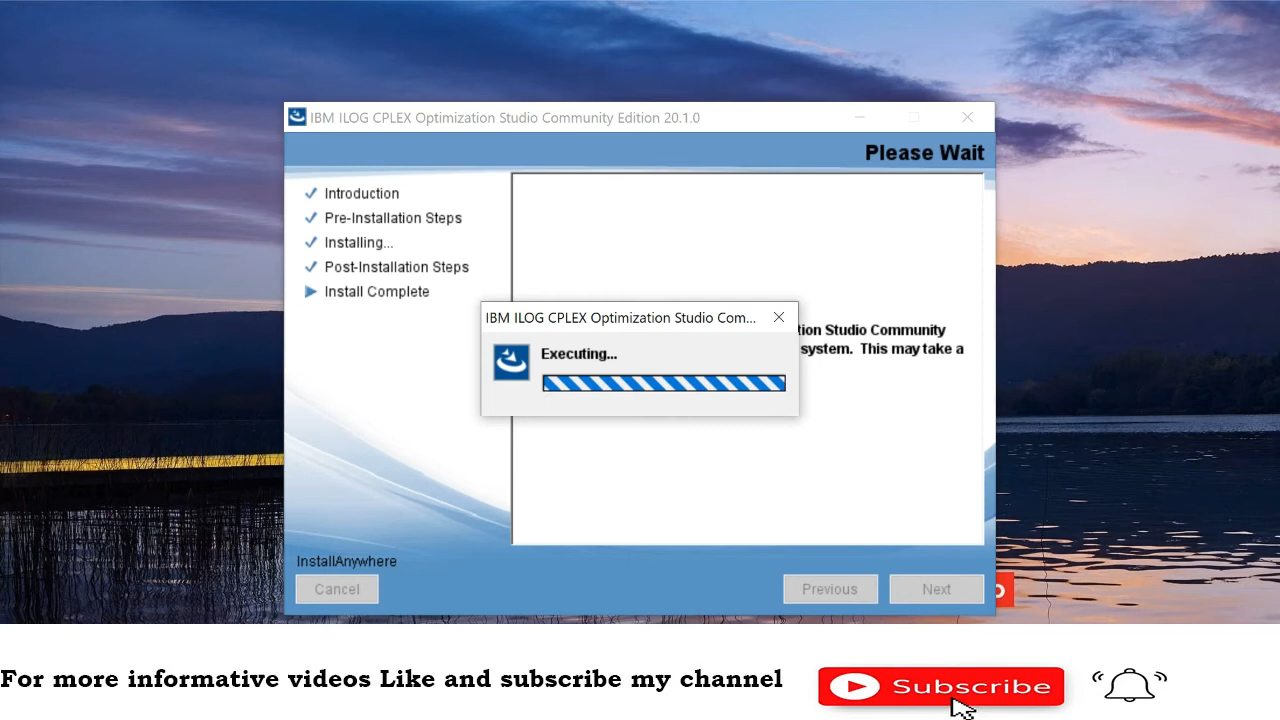 IBM ILOG CPLEX Optimization Studio Community Edition 20.1.0
Please Wait
Introduction
Pre-Installation Steps
Installing...
Post-Installation Steps
Install Complete
IBM ILOG CPLEX Optimization Studio Com...
Executing...
Studio Community
system. This may take a
InstallAnywhere
Cancel
Previous
Next
For more informative videos Like and subscribe my channel
Subscribe